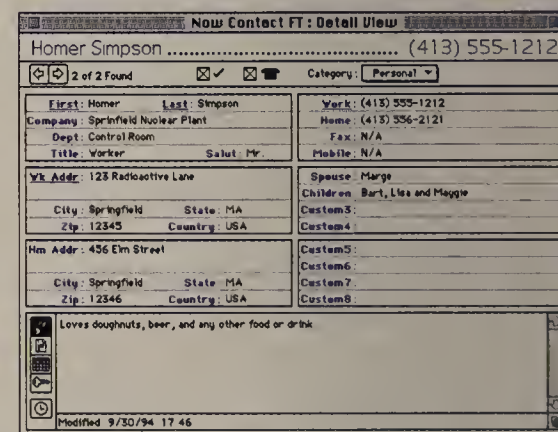 Now Contact FT : Detail View
Homer Simpson .......................................... (413) 555-1212
2 of 2 Found Category : Personal
First : Homer Last : Simpson
Company : Sprinfield Nuclear Plant
Dept : Control Room
Title : Worker Salut : Mr.
Work : (413) 555-1212
Home : (413) 556-2121
Fax : N/A
Mobile : N/A
Wk Addr : 123 Radioactive Lane
City : Springfield State : MA
Zip : 12345 Country : USA
Spouse Marge
Children Bart, Lisa and Maggie
Custom3 :
Custom4 :
Hm Addr : 456 Elm Street
City : Springfield State MA
Zip : 12346 Country : USA
Custom5 :
Custom6 :
Custom7 :
Custom8 :
Loves doughnuts, beer, and any other food or drink
Modified 9/30/94 17 46